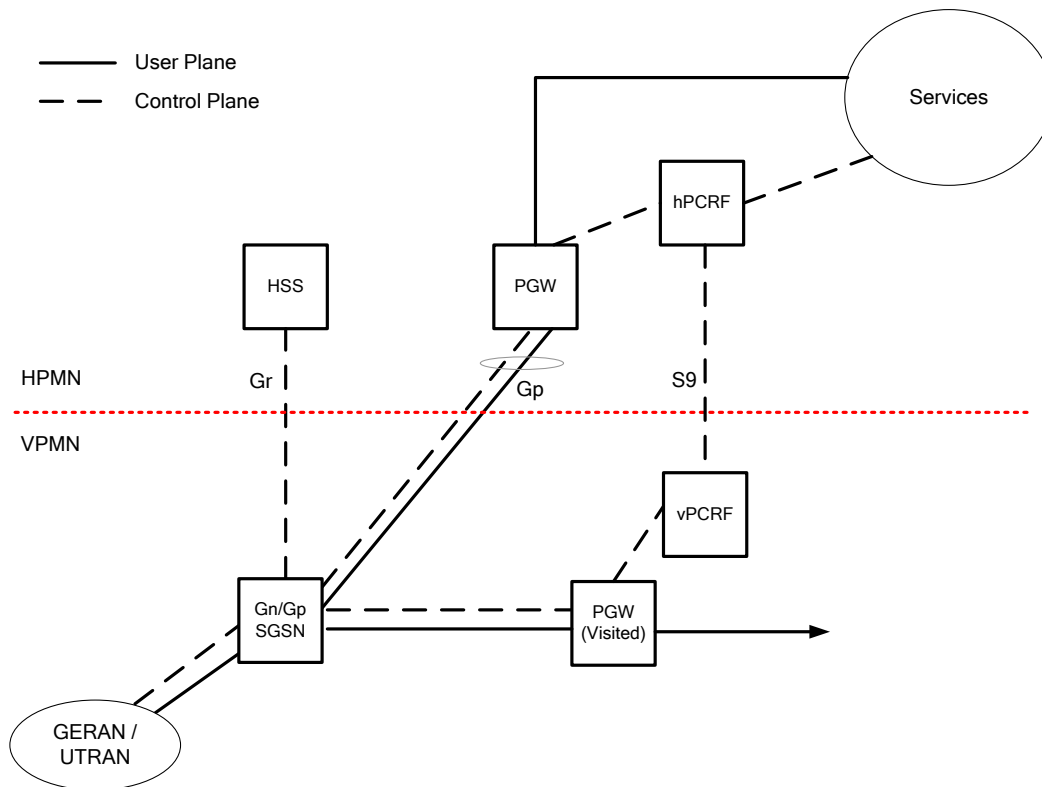 User Plane
Control Plane
Services
hPCRF
HSS
PGW
HPMN
Gr
Gp
S9
VPMN
vPCRF
Gn/Gp
SGSN
PGW
(Visited)
GERAN /
UTRAN